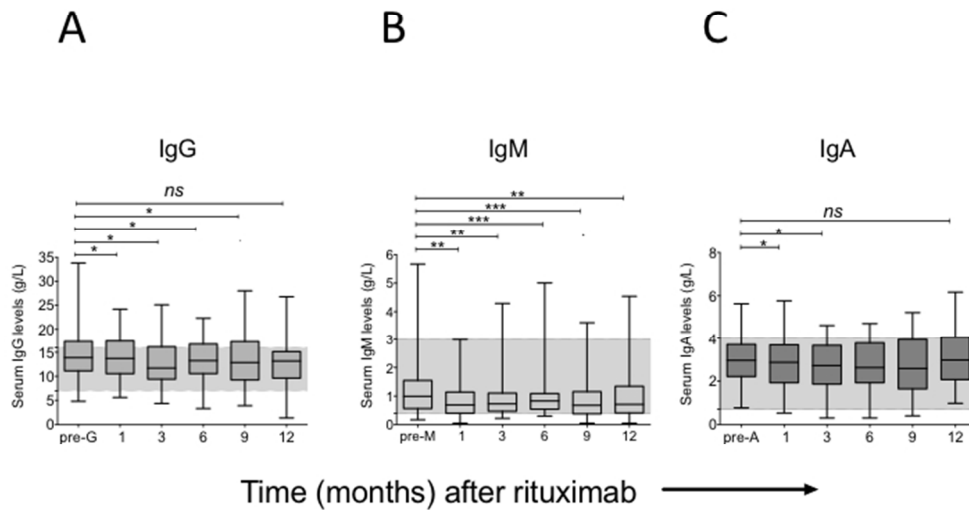 A
B
C
IgG
IgM
IgA
ns
*
*
*
*
**
***
***
**
**
ns
*
*
Serum IgG levels (g/L)
35
30
25
20
15
10
5
0
pre-G 1 3 6 9 12
Serum IgM levels (g/L)
6
5
4
3
2
1
0
pre-M 1 3 6 9 12
Serum IgA levels (g/L)
8
6
4
2
0
pre-A 1 3 6 9 12
Time (months) after rituximab